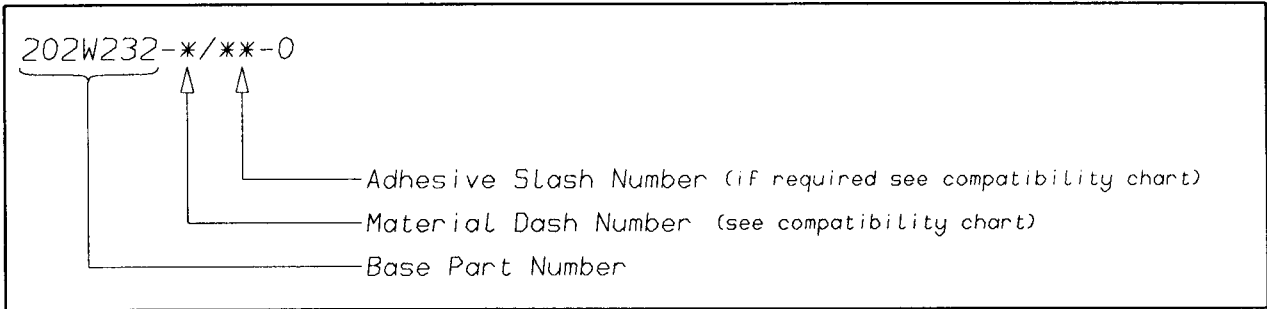 202W232-*/**-0
Adhesive Slash Number (if required see compatibility chart)
Material Dash Number (see compatibility chart)
Base Part Number